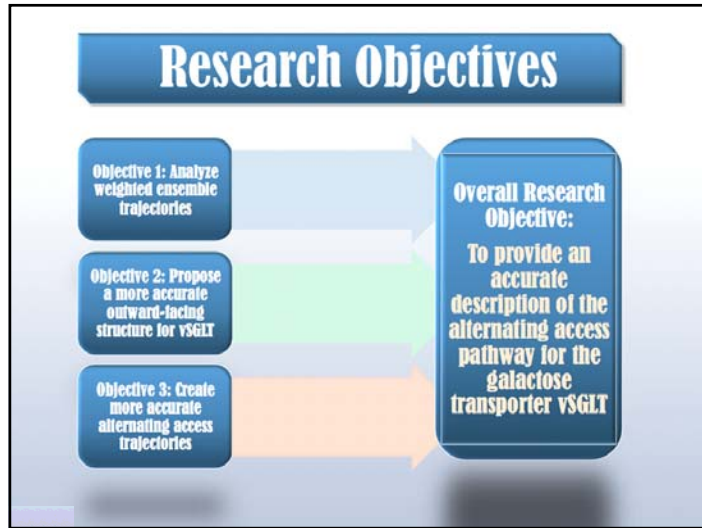 Research Objectives
Objective 1: Analyze
weighted ensemble
trajectories
Objective 2: Propose
a more accurate
outward-facing
structure for vSGLT
Objective 3: Create
more accurate
alternating access
trajectories
Overall Research
Objective:
To provide an
accurate
description of the
alternating access
pathway for the
galactose
transporter vSGLT